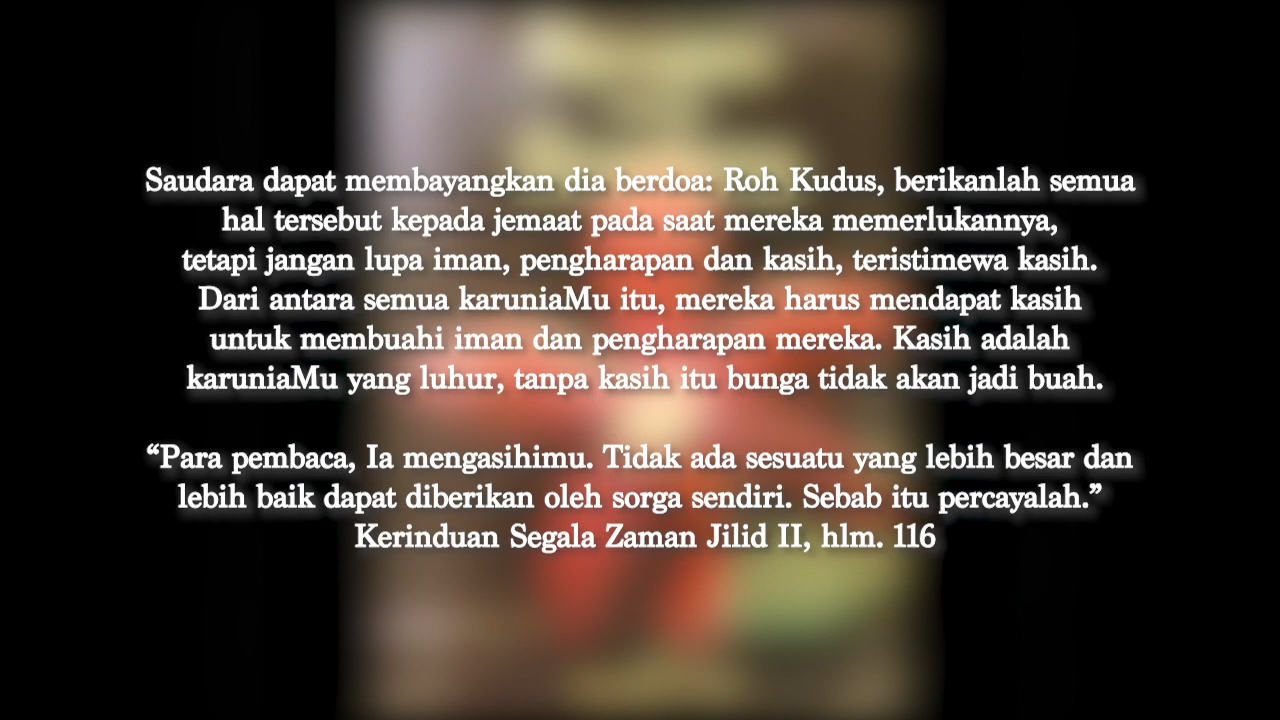 Saudara dapat membayangkan dia berdoa: Roh Kudus, berikanlah semua
hal tersebut kepada jemaat pada saat mereka memerlukannya,
tetapi jangan lupa iman, pengharapan dan kasih, teristimewa kasih.
Dari antara semua karuniaMu itu, mereka harus mendapat kasih
untuk membuahi iman dan pengharapan mereka. Kasih adalah
karuniaMu yang luhur, tanpa kasih itu bunga tidak akan jadi buah.
“Para pembaca, Ia mengasihimu. Tidak ada sesuatu yang lebih besar dan
lebih baik dapat diberikan oleh sorga sendiri. Sebab itu percayalah.”
Kerinduan Segala Zaman Jilid II, hlm. 116